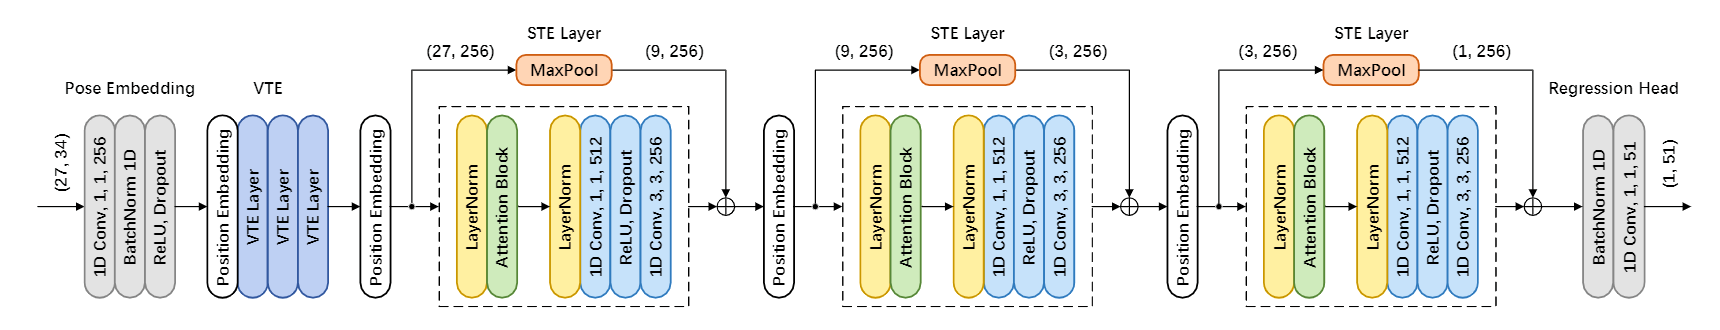 (27, 34)
Pose Embedding
1D Conv, 1, 1, 256
BatchNorm 1D
ReLU, Dropout
VTE
Position Embedding
VTE Layer
VTE Layer
VTE Layer
Position Embedding
(27, 256)
STE Layer
MaxPool
(9, 256)
LayerNorm
Attention Block
LayerNorm
1D Conv, 1, 1, 512
ReLU, Dropout
1D Conv, 3, 3, 256
Position Embedding
(9, 256)
STE Layer
MaxPool
(3, 256)
LayerNorm
Attention Block
LayerNorm
1D Conv, 1, 1, 512
ReLU, Dropout
1D Conv, 3, 3, 256
Position Embedding
(3, 256)
STE Layer
MaxPool
(1, 256)
LayerNorm
Attention Block
LayerNorm
1D Conv, 1, 1, 512
ReLU, Dropout
1D Conv, 3, 3, 256
Regression Head
BatchNorm 1D
1D Conv, 1, 1, 51
(1, 51)